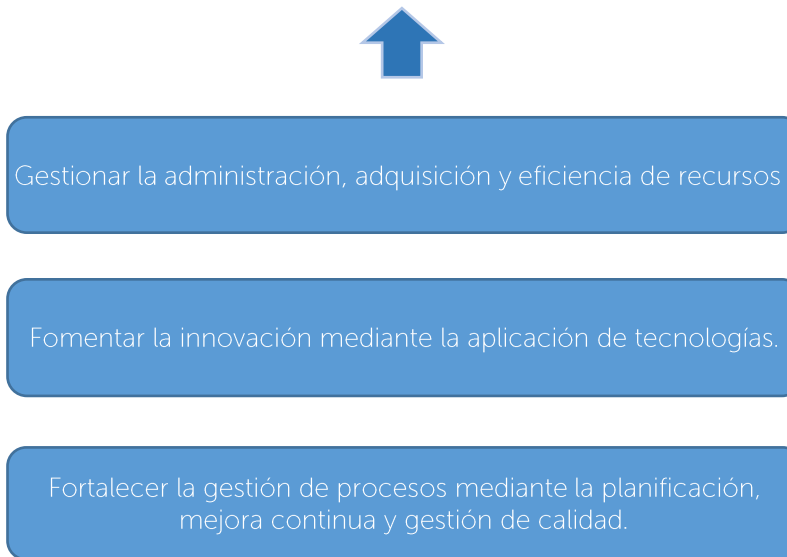 Gestionar la administración, adquisición y eficiencia de recursos
Fomentar la innovación mediante la aplicación de tecnologías.
Fortalecer la gestión de procesos mediante la planificación,
mejora continua y gestión de calidad.